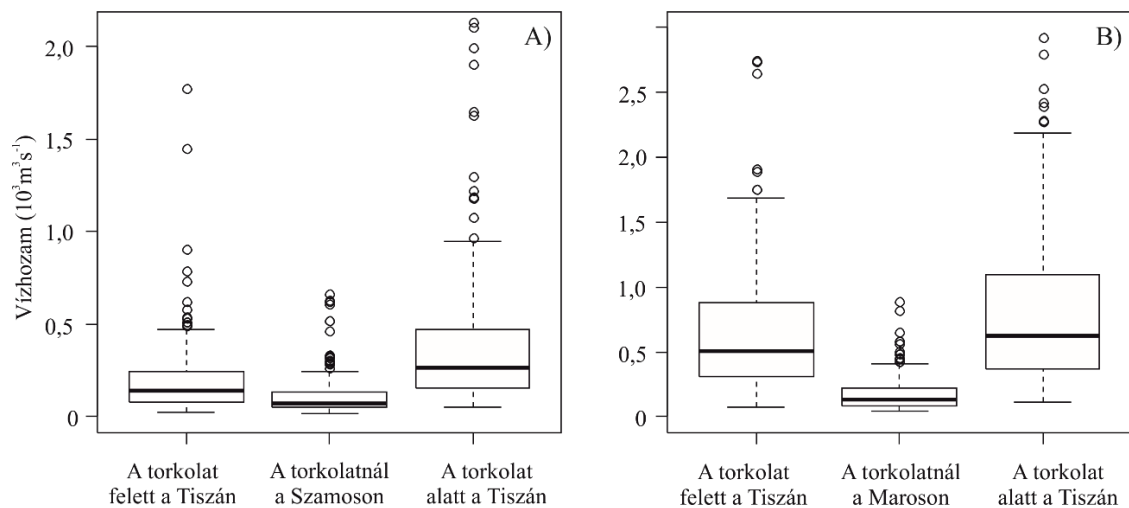 A)
2,0
1,5
1,0
0,5
0
Vízhozam (10³m³s⁻¹)
A torkolat
felett a Tiszán
A torkolatnál
a Szamoson
A torkolat
alatt a Tiszán
B)
2,5
2,0
1,5
1,0
0,5
0
A torkolat
felett a Tiszán
A torkolatnál
a Maroson
A torkolat
alatt a Tiszán